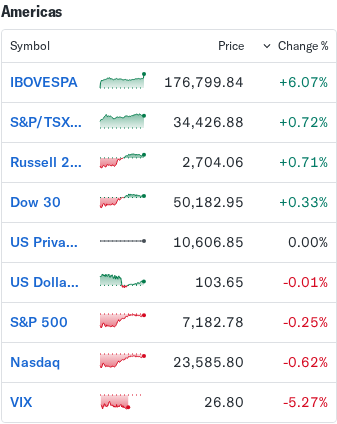 Americas
Symbol Price Change %
IBOVESPA 176,799.84 +6.07%
S&P/TSX... 34,426.88 +0.72%
Russell 2... 2,704.06 +0.71%
Dow 30 50,182.95 +0.33%
US Priva... 10,606.85 0.00%
US Dolla... 103.65 -0.01%
S&P 500 7,182.78 -0.25%
Nasdaq 23,585.80 -0.62%
VIX 26.80 -5.27%